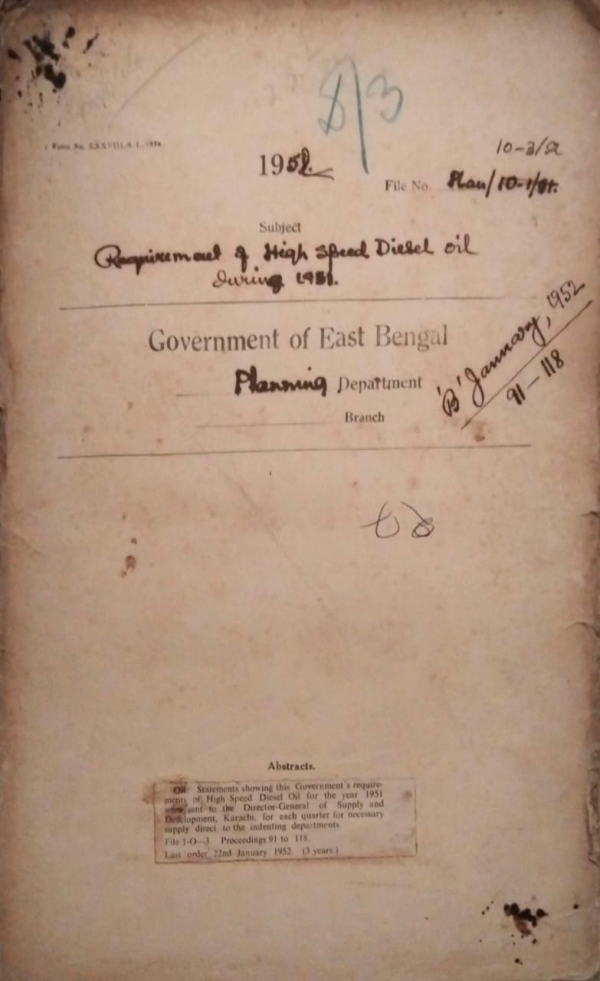 8/3
Form No. XXXVIII
10-3/52
1952
File No. Plan/10-1/51.
Subject
Requirement of High Speed Diesel oil
during 1951.
Government of East Bengal
Planning Department
Branch
'B' January, 1952
91-118
Abstracts.
Oil Statements showing this Government's require-
ments of High Speed Diesel Oil for the year 1951
were sent to the Director-General of Supply and
Development, Karachi, for each quarter for necessary
supply direct to the indenting departments.
File 1-O—3 Proceedings 91 to 118.
Last order 22nd January 1952. (3 years.)